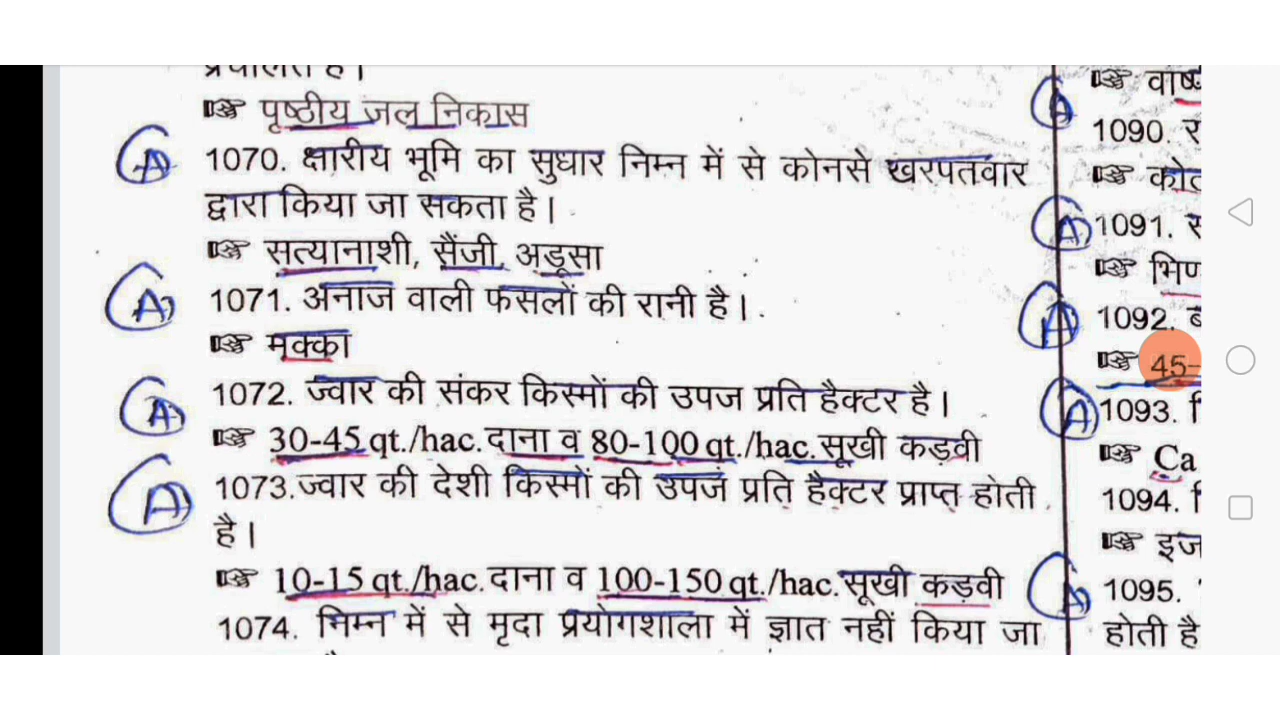 ☞ पृष्ठीय जल निकास
A 1070. क्षारीय भूमि का सुधार निम्न में से कोनसे खरपतवार
द्वारा किया जा सकता है।
☞ सत्यानाशी, सैंजी, अडूसा
A 1071. अनाज वाली फसलों की रानी है।
☞ मक्का
A 1072. ज्वार की संकर किस्मों की उपज प्रति हैक्टर है।
☞ 30-45 qt./hac. दाना व 80-100 qt./hac. सूखी कड़वी
A 1073.ज्वार की देशी किस्मों की उपज प्रति हैक्टर प्राप्त होती
है।
☞ 10-15 qt./hac. दाना व 100-150 qt./hac. सूखी कड़वी
1074. निम्न में से मृदा प्रयोगशाला में ज्ञात नहीं किया जा
A
1090.
☞
A 1091.
☞
A 1092.
☞ 45-
A 1093.
☞ Ca
1094.
☞
A 1095.
होती है